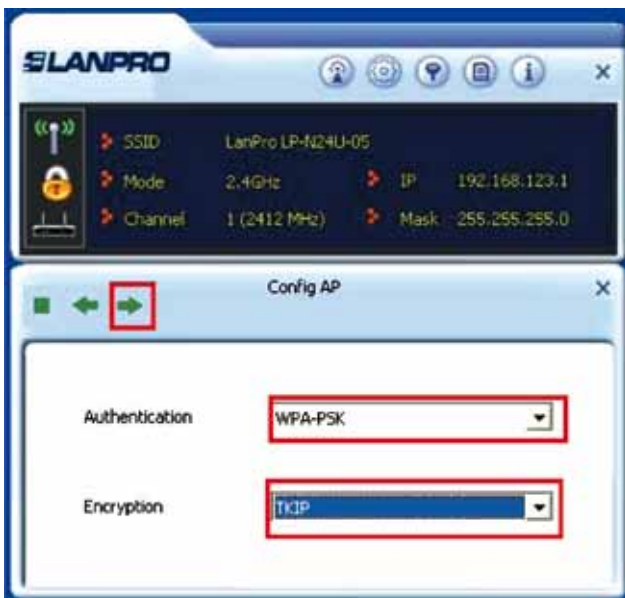 SLANPRO
SSID LanPro LP-N24U-05
Mode 2.4GHz IP 192.168.123.1
Channel 1 (2412 MHz) Mask 255.255.255.0
Config AP
Authentication WPA-PSK
Encryption TKIP